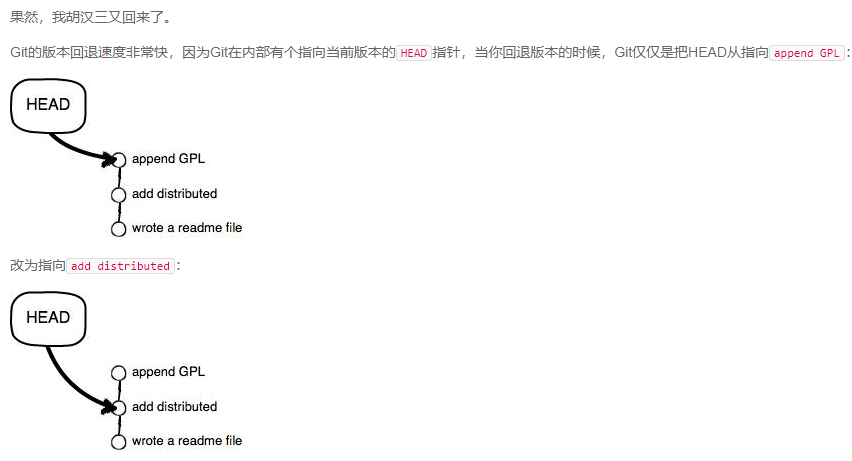 果然，我胡汉三又回来了。
Git的版本回退速度非常快，因为Git在内部有个指向当前版本的HEAD指针，当你回退版本的时候，Git仅仅是把HEAD从指向append GPL：
HEAD
append GPL
add distributed
wrote a readme file
改为指向add distributed：
HEAD
append GPL
add distributed
wrote a readme file